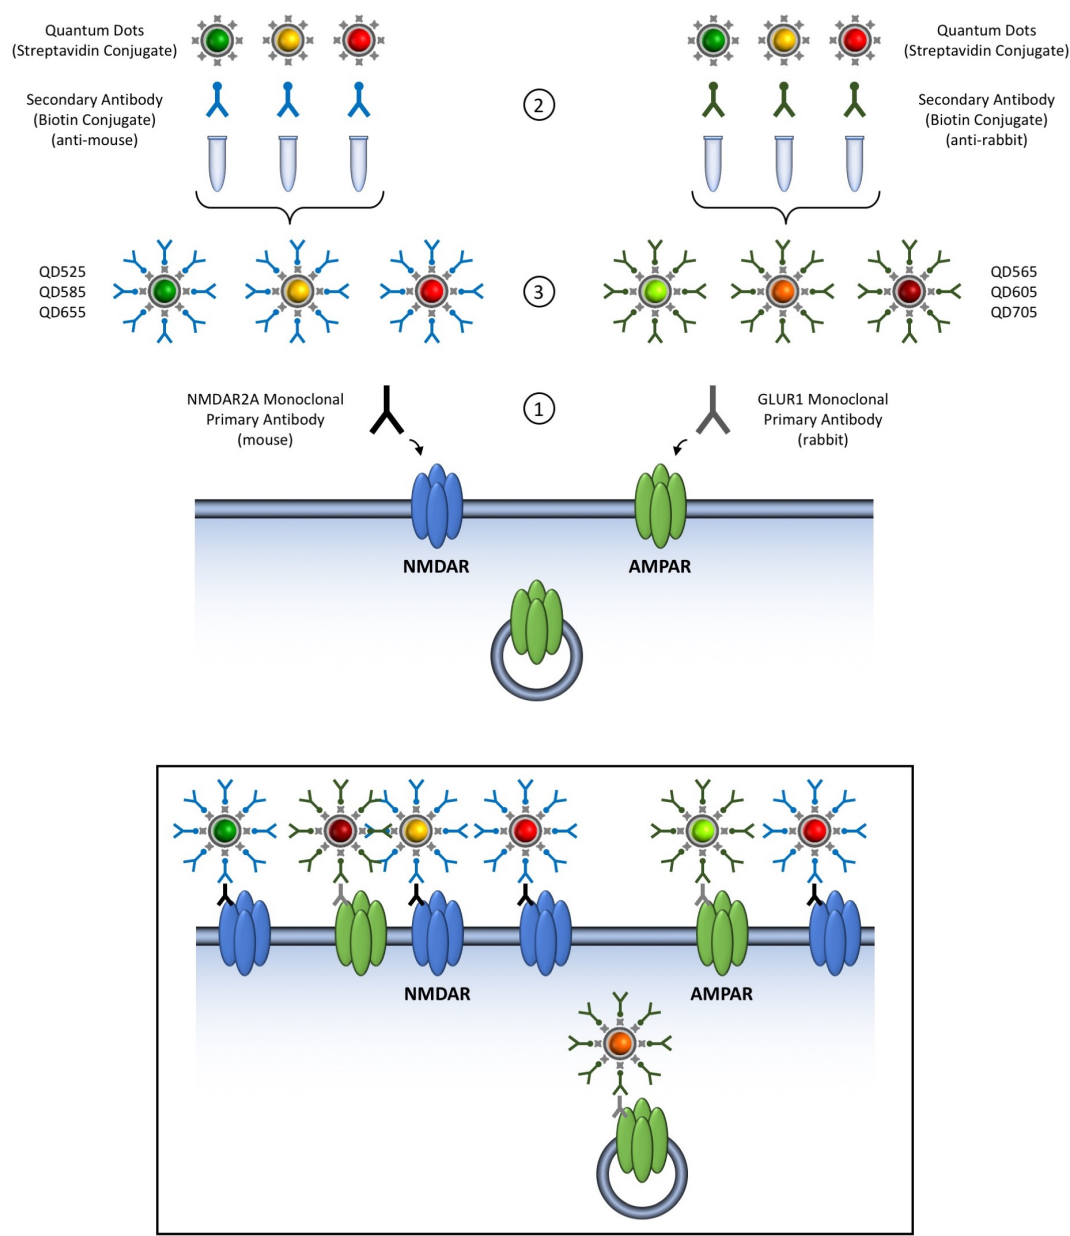 Quantum Dots
(Streptavidin Conjugate)
Quantum Dots
(Streptavidin Conjugate)
Secondary Antibody
(Biotin Conjugate)
(anti-mouse)
2
Secondary Antibody
(Biotin Conjugate)
(anti-rabbit)
QD525
QD585
QD655
3
QD565
QD605
QD705
NMDAR2A Monoclonal
Primary Antibody
(mouse)
1
GLUR1 Monoclonal
Primary Antibody
(rabbit)
NMDAR
AMPAR
NMDAR
AMPAR